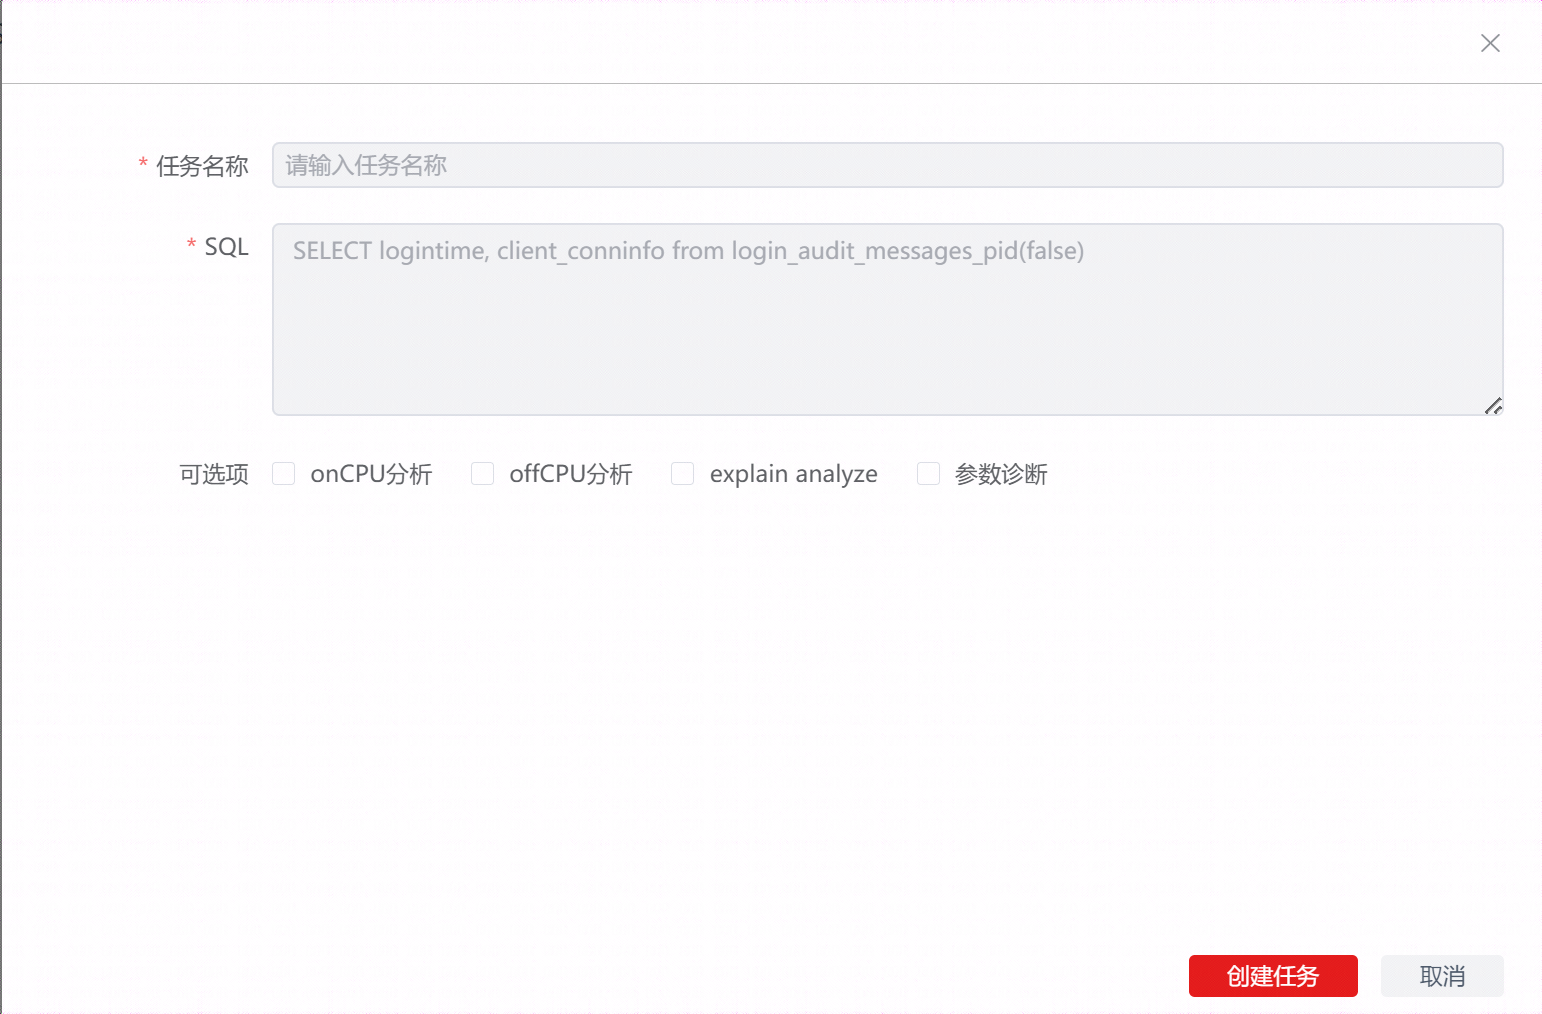 * 任务名称 请输入任务名称
* SQL SELECT logintime, client_conninfo from login_audit_messages_pid(false)
可选项 onCPU分析 offCPU分析 explain analyze 参数诊断
创建任务 取消